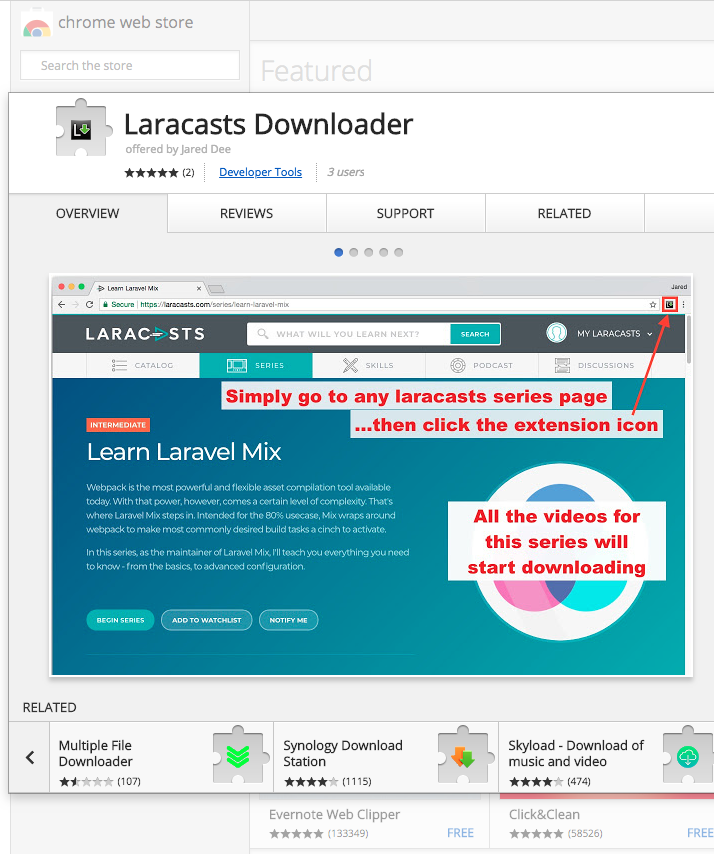 chrome web store
Search the store
Featured
Laracasts Downloader
offered by Jared Dee
(2)
Developer Tools
3 users
OVERVIEW
REVIEWS
SUPPORT
RELATED
Learn Laravel Mix
Jared
Secure
https://laracasts.com/series/learn-laravel-mix
LARACASTS
WHAT WILL YOU LEARN NEXT?
SEARCH
MY LARACASTS
CATALOG
SERIES
SKILLS
PODCAST
DISCUSSIONS
Simply go to any laracasts series page
...then click the extension icon
INTERMEDIATE
Learn Laravel Mix
Webpack is the most powerful and flexible asset compilation tool available
today. With that power, however, comes a certain level of complexity. That's
where Laravel Mix steps in. Intended for the 80% usecase, Mix wraps around
webpack to make most commonly desired build tasks a cinch to activate.
In this series, as the maintainer of Laravel Mix, I'll teach you everything you need
to know - from the basics, to advanced configuration.
All the videos for
this series will
start downloading
BEGIN SERIES
ADD TO WATCHLIST
NOTIFY ME
RELATED
Multiple File
Downloader
(107)
Synology Download
Station
(1115)
Skyload - Download of
music and video
(474)
Evernote Web Clipper
(133349)
FREE
Click&Clean
(58526)
FREE